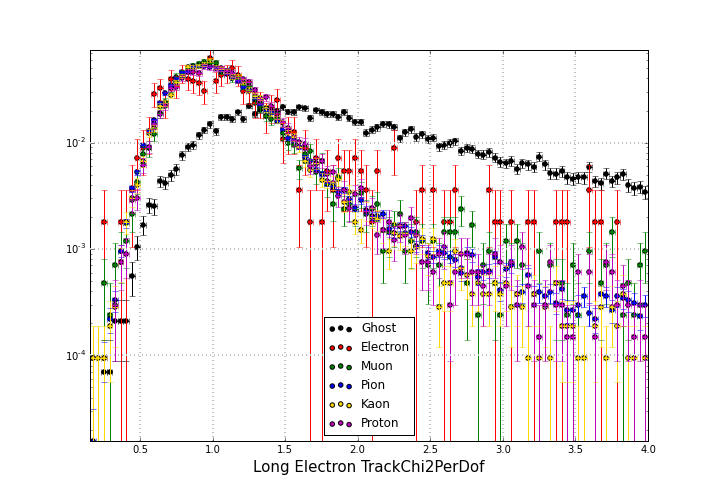 10⁻²
10⁻³
10⁻⁴
Ghost
Electron
Muon
Pion
Kaon
Proton
0.5 1.0 1.5 2.0 2.5 3.0 3.5 4.0
Long Electron TrackChi2PerDof